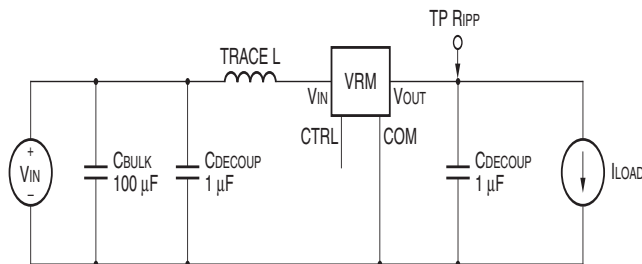 TP RIPP
TRACE L
VRM
VIN
VOUT
CTRL
COM
+
VIN
−
CBULK
100 µF
CDECOUP
1 µF
CDECOUP
1 µF
ILOAD